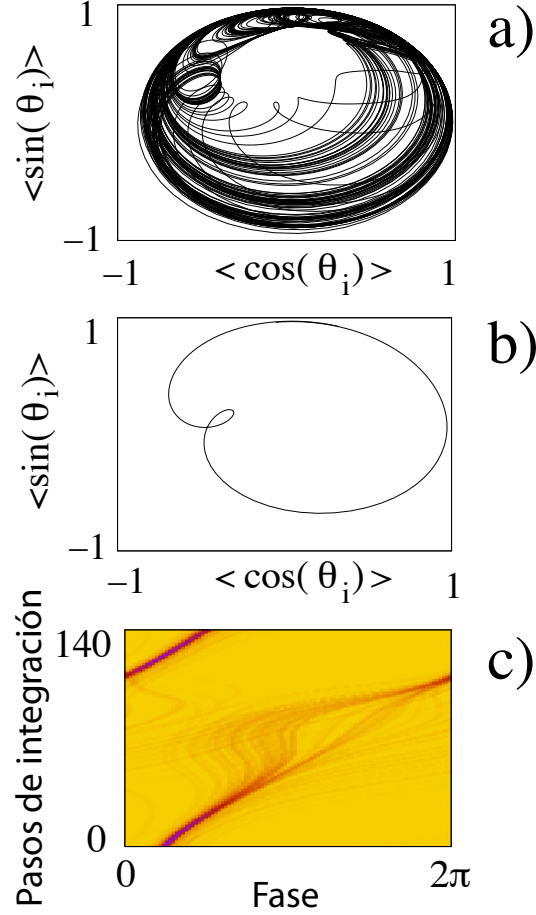 1
a)
<sin(θi)>
−1
−1
<cos(θi)>
1
1
b)
<sin(θi)>
−1
−1
<cos(θi)>
1
Pasos de integración
140
c)
0
0
Fase
2π